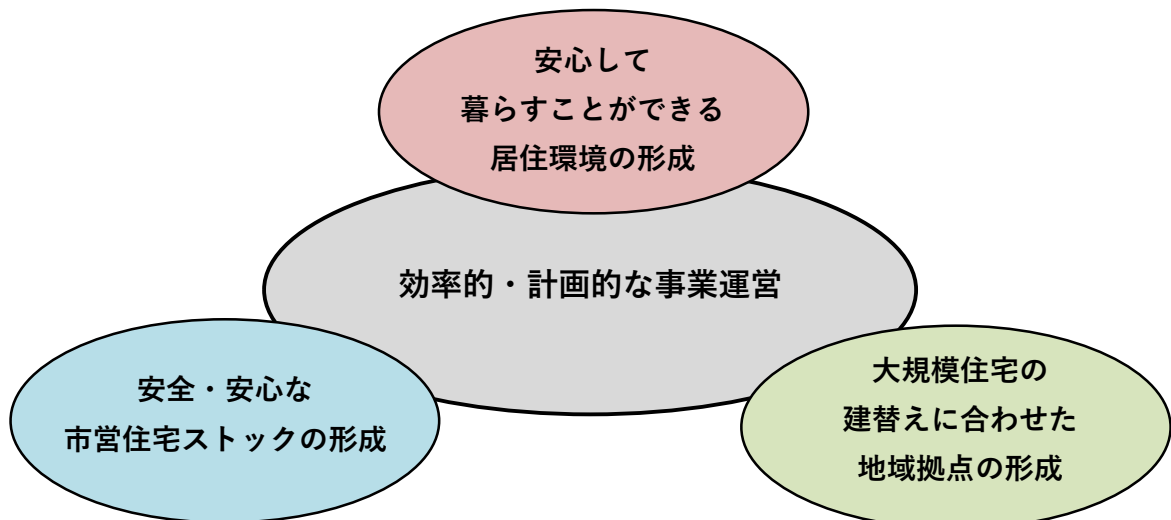 安心して
暮らすことができる
居住環境の形成
効率的・計画的な事業運営
安全・安心な
市営住宅ストックの形成
大規模住宅の
建替えに合わせた
地域拠点の形成